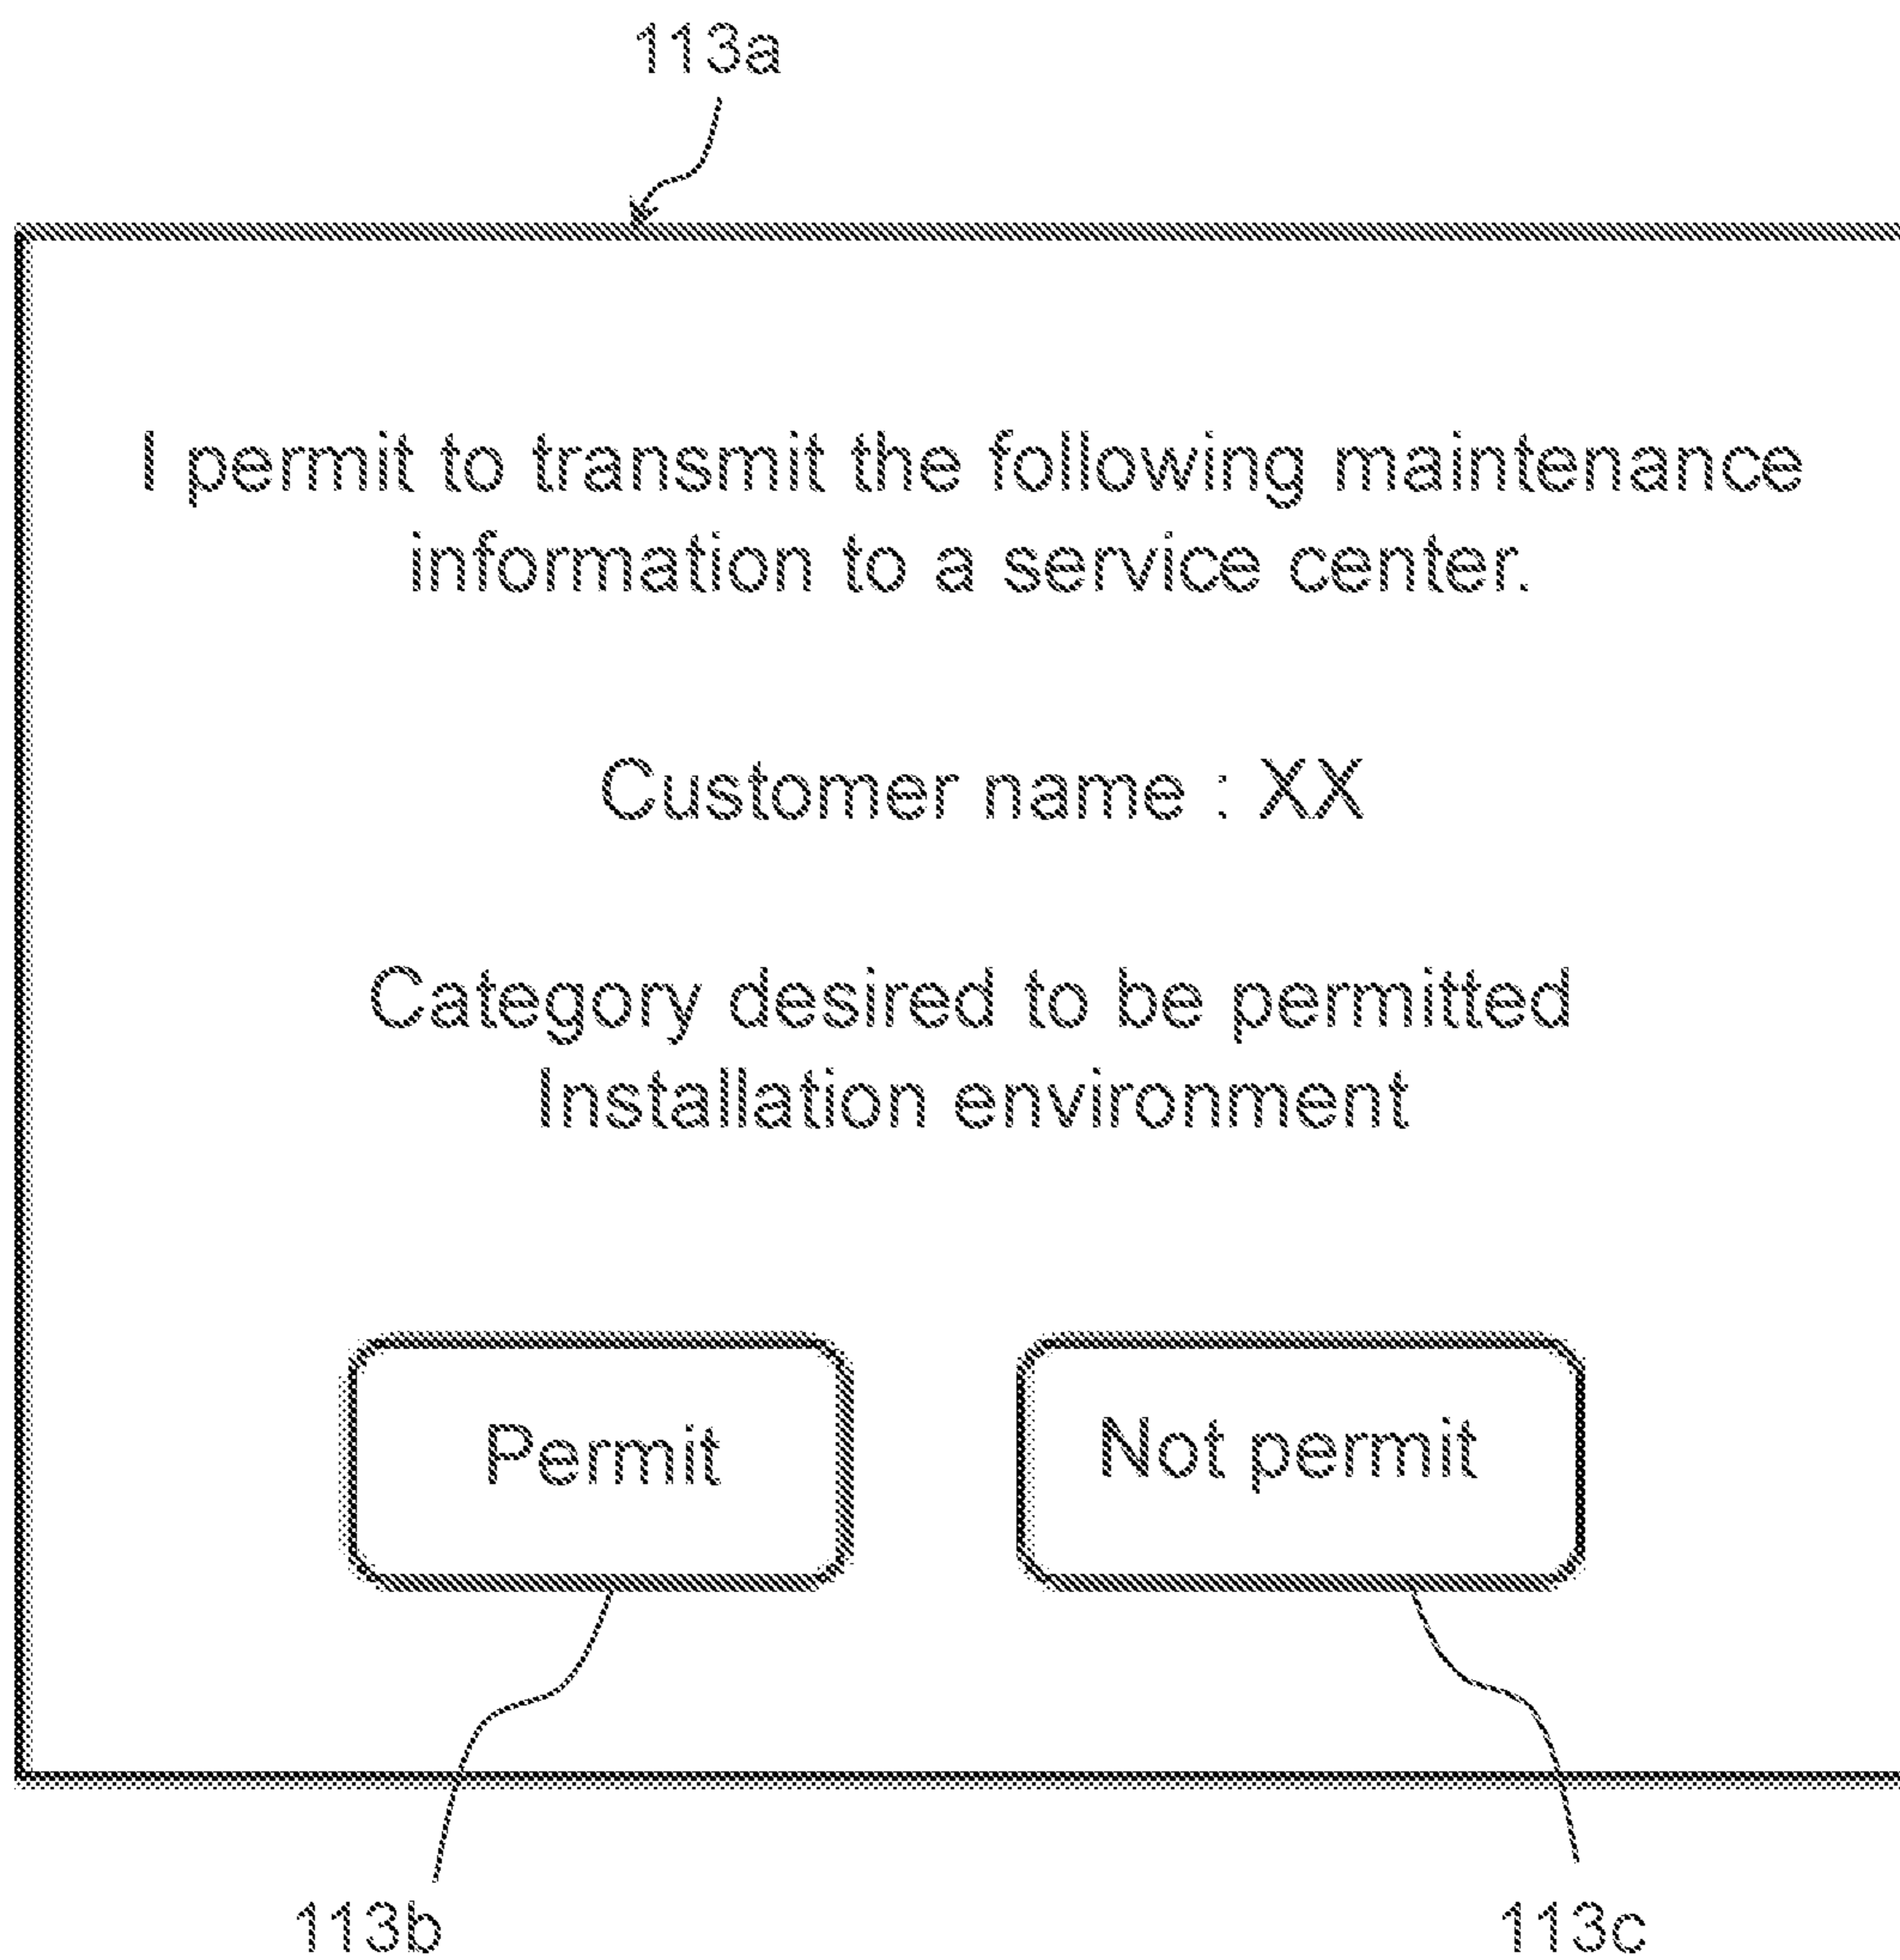 113a
I permit to transmit the following maintenance
information to a service center.
Customer name : XX
Category desired to be permitted
Installation environment
Permit
Not permit
113b
113c